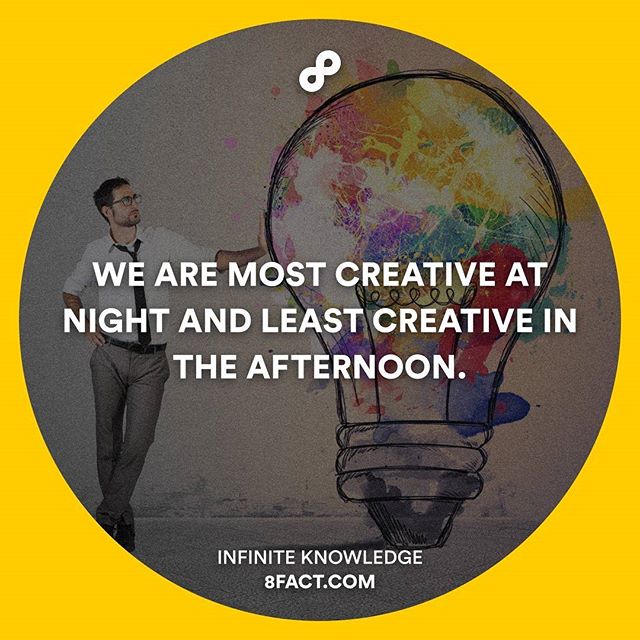 WE ARE MOST CREATIVE AT
NIGHT AND LEAST CREATIVE IN
THE AFTERNOON.
INFINITE KNOWLEDGE
8FACT.COM